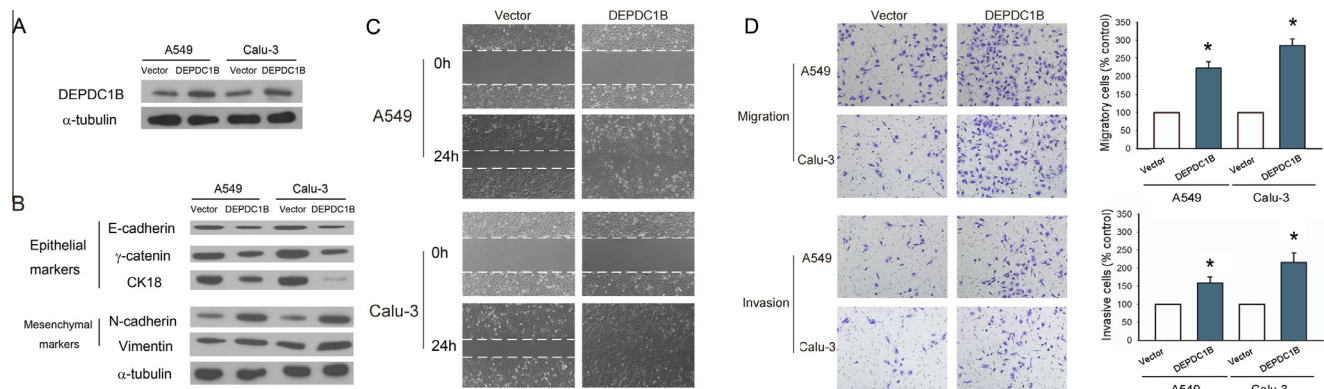 A
A549 Calu-3
Vector DEPDC1B Vector DEPDC1B
DEPDC1B
α-tubulin
B
A549 Calu-3
Vector DEPDC1B Vector DEPDC1B
Epithelial markers
E-cadherin
γ-catenin
CK18
Mesenchymal markers
N-cadherin
Vimentin
α-tubulin
C
Vector DEPDC1B
A549
0h
24h
Calu-3
0h
24h
D
Vector DEPDC1B
Migration
A549
Calu-3
Invasion
A549
Calu-3
Migratory cells (% control)
350
300
250
200
150
100
50
0
* *
Vector DEPDC1B Vector DEPDC1B
A549 Calu-3
Invasive cells (% control)
350
300
250
200
150
100
50
0
* *
Vector DEPDC1B Vector DEPDC1B
A549 Calu-3